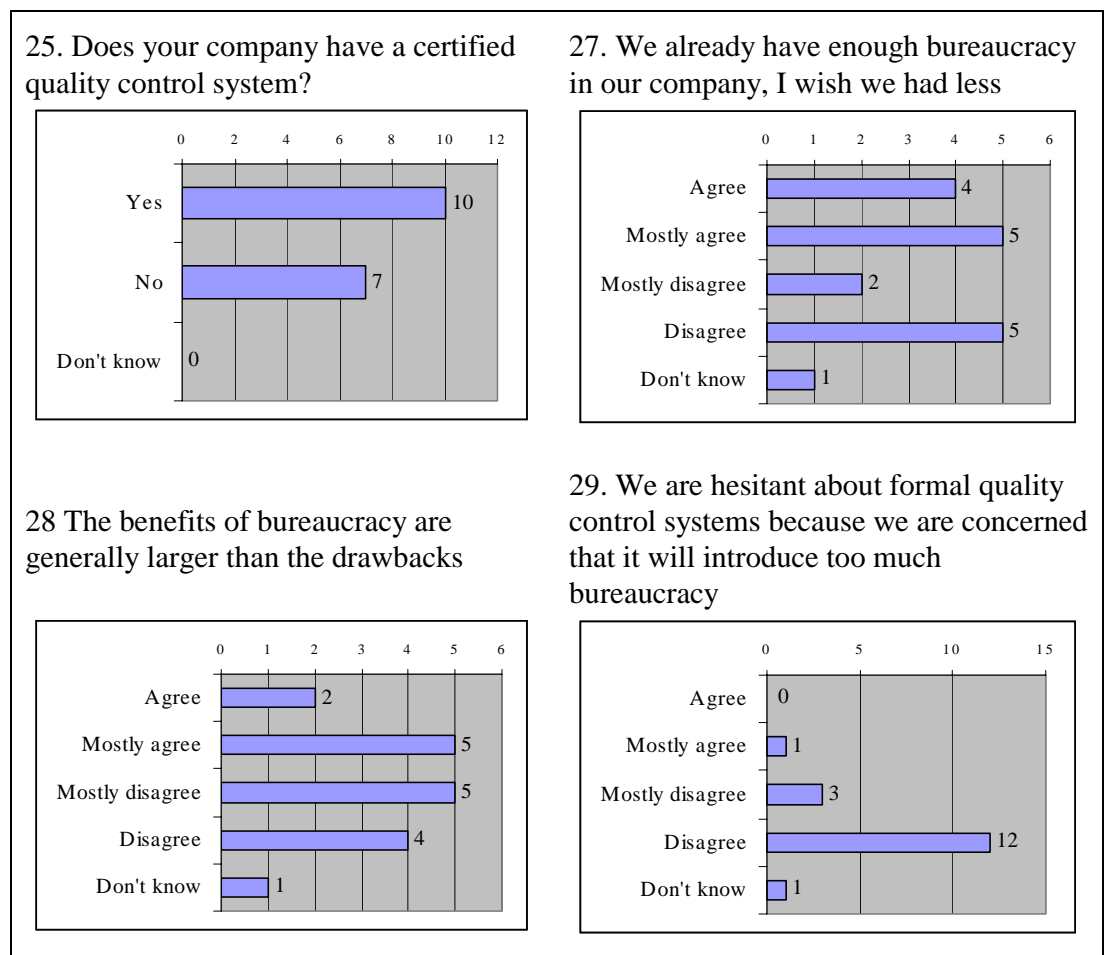 25. Does your company have a certified
quality control system?
0 2 4 6 8 10 12
Yes 10
No 7
Don't know 0
27. We already have enough bureaucracy
in our company, I wish we had less
0 1 2 3 4 5 6
Agree 4
Mostly agree 5
Mostly disagree 2
Disagree 5
Don't know 1
28 The benefits of bureaucracy are
generally larger than the drawbacks
0 1 2 3 4 5 6
Agree 2
Mostly agree 5
Mostly disagree 5
Disagree 4
Don't know 1
29. We are hesitant about formal quality
control systems because we are concerned
that it will introduce too much
bureaucracy
0 5 10 15
Agree 0
Mostly agree 1
Mostly disagree 3
Disagree 12
Don't know 1